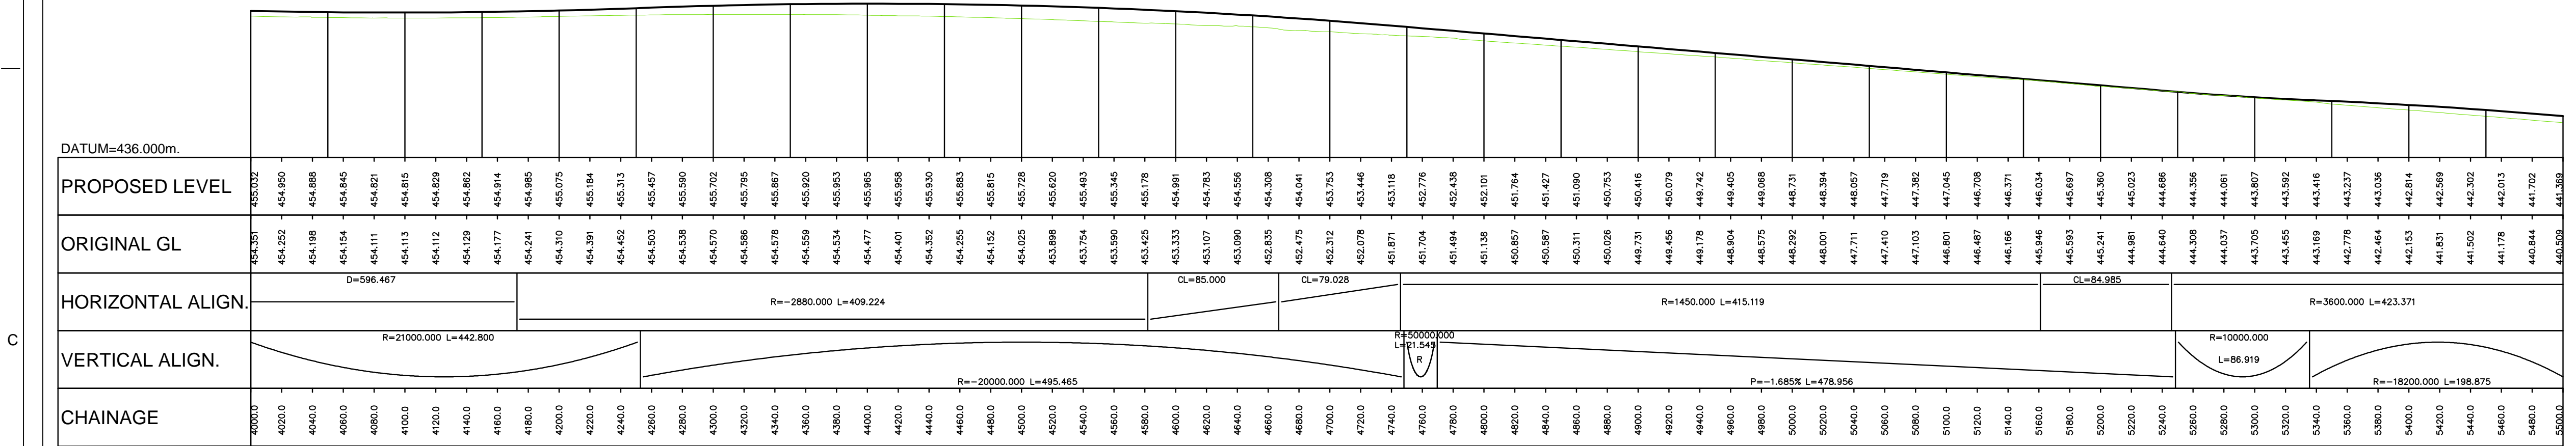 DATUM=436.000m.
PROPOSED LEVEL 455.032 454.950 454.888 454.845 454.821 454.815 454.829 454.862 454.914 454.985 455.075 455.184 455.313 455.457 455.590 455.702 455.795 455.867 455.920 455.953 455.965 455.958 455.930 455.883 455.815 455.728 455.620 455.493 455.345 455.178 454.991 454.783 454.556 454.308 454.041 453.753 453.446 453.118 452.776 452.438 452.101 451.764 451.427 451.090 450.753 450.416 450.079 449.742 449.405 449.068 448.731 448.394 448.057 447.719 447.382 447.045 446.708 446.371 446.034 445.697 445.360 445.023 444.686 444.356 444.061 443.807 443.592 443.416 443.237 443.036 442.814 442.569 442.302 442.013 441.702 441.369
ORIGINAL GL 454.351 454.252 454.198 454.154 454.111 454.113 454.112 454.129 454.177 454.241 454.310 454.391 454.452 454.503 454.538 454.570 454.586 454.578 454.559 454.534 454.477 454.401 454.352 454.255 454.152 454.025 453.898 453.754 453.590 453.425 453.333 453.107 453.090 452.835 452.475 452.312 452.078 451.871 451.704 451.494 451.138 450.857 450.587 450.311 450.026 449.731 449.456 449.178 448.904 448.575 448.292 448.001 447.711 447.410 447.103 446.801 446.487 446.166 445.946 445.593 445.241 444.981 444.640 444.308 444.037 443.705 443.455 443.169 442.778 442.464 442.153 441.831 441.502 441.178 440.844 440.509
D=596.467 CL=85.000 CL=79.028 CL=84.985
HORIZONTAL ALIGN. R=-2880.000 L=409.224 R=1450.000 L=415.119 R=3600.000 L=423.371
R=21000.000 L=442.800 R=50000.000 R=10000.000
L=21.545
C
VERTICAL ALIGN. R L=86.919
R=-20000.000 L=495.465 P=-1.685% L=478.956 R=-18200.000 L=198.875
CHAINAGE 4000.0 4020.0 4040.0 4060.0 4080.0 4100.0 4120.0 4140.0 4160.0 4180.0 4200.0 4220.0 4240.0 4260.0 4280.0 4300.0 4320.0 4340.0 4360.0 4380.0 4400.0 4420.0 4440.0 4460.0 4480.0 4500.0 4520.0 4540.0 4560.0 4580.0 4600.0 4620.0 4640.0 4660.0 4680.0 4700.0 4720.0 4740.0 4760.0 4780.0 4800.0 4820.0 4840.0 4860.0 4880.0 4900.0 4920.0 4940.0 4960.0 4980.0 5000.0 5020.0 5040.0 5060.0 5080.0 5100.0 5120.0 5140.0 5160.0 5180.0 5200.0 5220.0 5240.0 5260.0 5280.0 5300.0 5320.0 5340.0 5360.0 5380.0 5400.0 5420.0 5440.0 5460.0 5480.0 5500.0